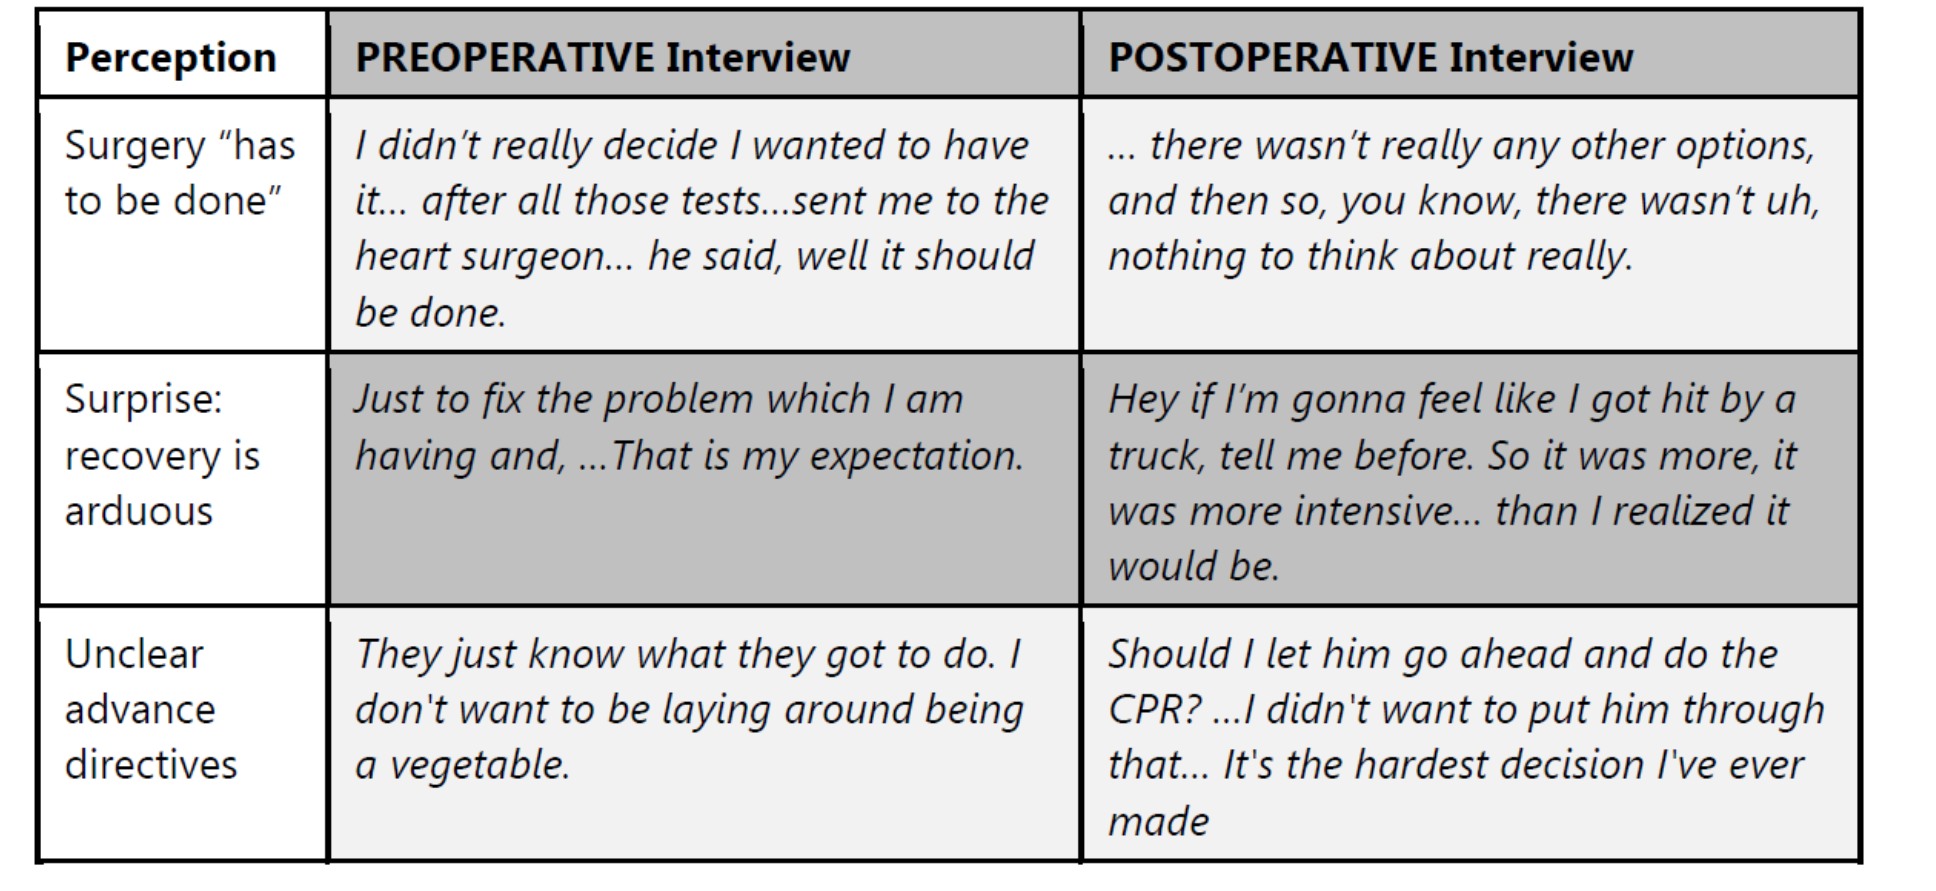 Perception
PREOPERATIVE Interview
POSTOPERATIVE Interview
Surgery “has
to be done”
I didn’t really decide I wanted to have
it... after all those tests...sent me to the
heart surgeon... he said, well it should
be done.
... there wasn’t really any other options,
and then so, you know, there wasn’t uh,
nothing to think about really.
Surprise:
recovery is
arduous
Just to fix the problem which I am
having and, ...That is my expectation.
Hey if I’m gonna feel like I got hit by a
truck, tell me before. So it was more, it
was more intensive... than I realized it
would be.
Unclear
advance
directives
They just know what they got to do. I
don't want to be laying around being
a vegetable.
Should I let him go ahead and do the
CPR? ...I didn't want to put him through
that... It's the hardest decision I've ever
made